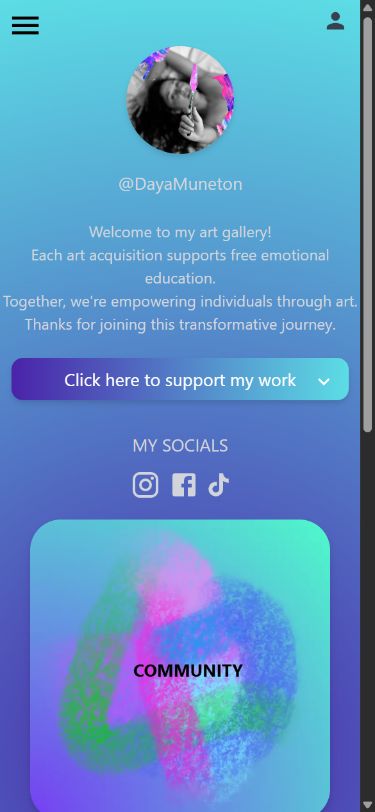 @DayaMuneton
Welcome to my art gallery!
Each art acquisition supports free emotional
education.
Together, we're empowering individuals through art.
Thanks for joining this transformative journey.
Click here to support my work
MY SOCIALS
COMMUNITY